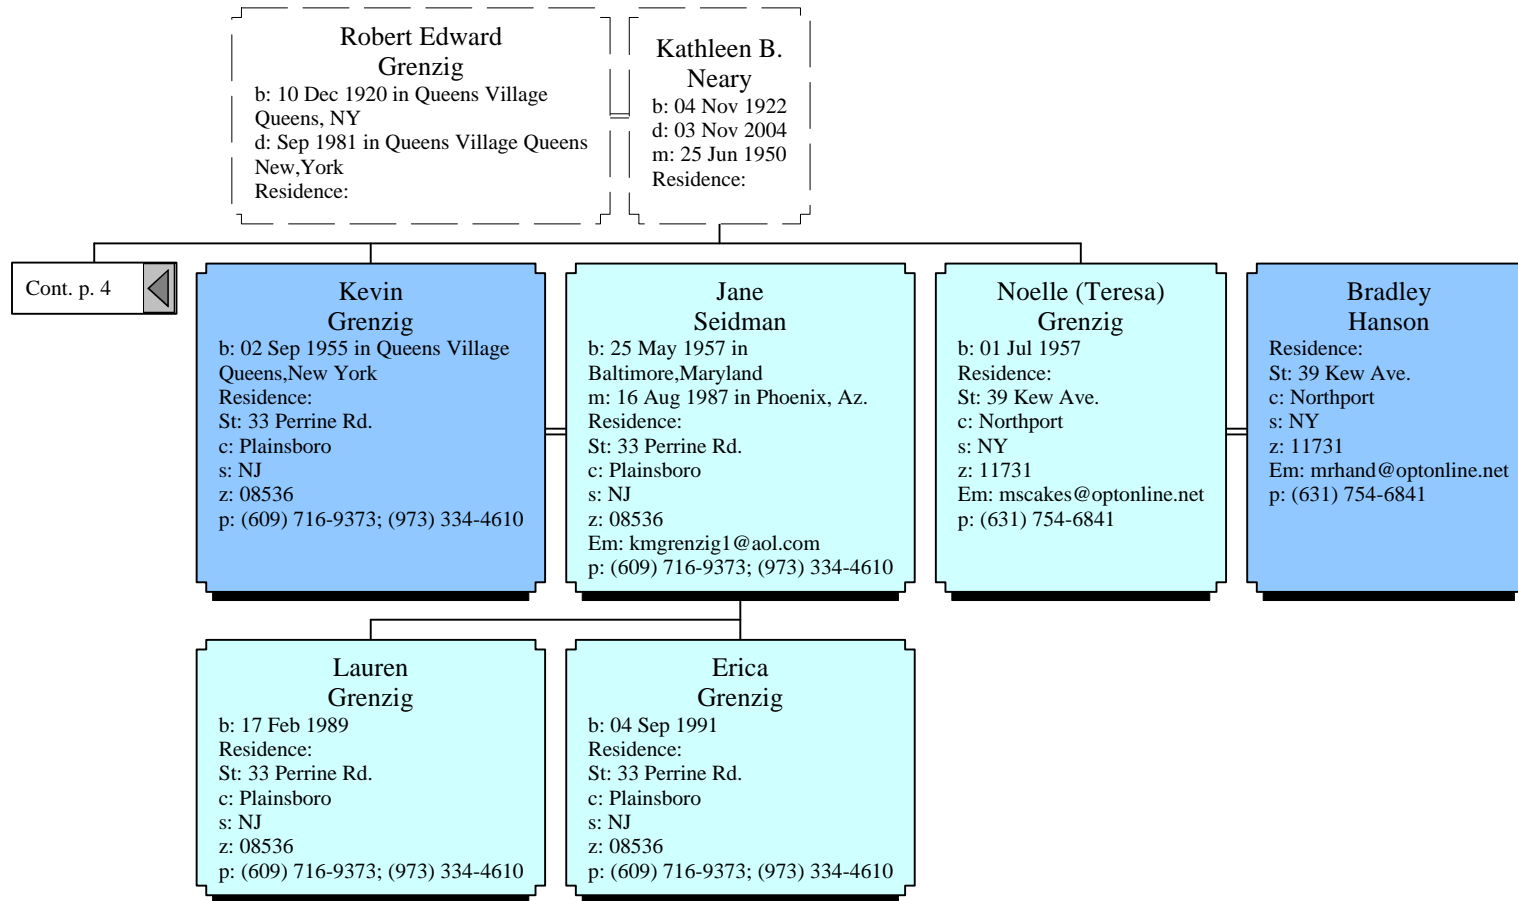 Robert Edward
Grenzig
b: 10 Dec 1920 in Queens Village
Queens, NY
d: Sep 1981 in Queens Village Queens
New,York
Residence:
Kathleen B.
Neary
b: 04 Nov 1922
d: 03 Nov 2004
m: 25 Jun 1950
Residence:
Cont. p. 4
Kevin
Grenzig
b: 02 Sep 1955 in Queens Village
Queens,New York
Residence:
St: 33 Perrine Rd.
c: Plainsboro
s: NJ
z: 08536
p: (609) 716-9373; (973) 334-4610
Jane
Seidman
b: 25 May 1957 in
Baltimore,Maryland
m: 16 Aug 1987 in Phoenix, Az.
Residence:
St: 33 Perrine Rd.
c: Plainsboro
s: NJ
z: 08536
Em: kmgrenzig1@aol.com
p: (609) 716-9373; (973) 334-4610
Noelle (Teresa)
Grenzig
b: 01 Jul 1957
Residence:
St: 39 Kew Ave.
c: Northport
s: NY
z: 11731
Em: mscakes@optonline.net
p: (631) 754-6841
Bradley
Hanson
Residence:
St: 39 Kew Ave.
c: Northport
s: NY
z: 11731
Em: mrhand@optonline.net
p: (631) 754-6841
Lauren
Grenzig
b: 17 Feb 1989
Residence:
St: 33 Perrine Rd.
c: Plainsboro
s: NJ
z: 08536
p: (609) 716-9373; (973) 334-4610
Erica
Grenzig
b: 04 Sep 1991
Residence:
St: 33 Perrine Rd.
c: Plainsboro
s: NJ
z: 08536
p: (609) 716-9373; (973) 334-4610